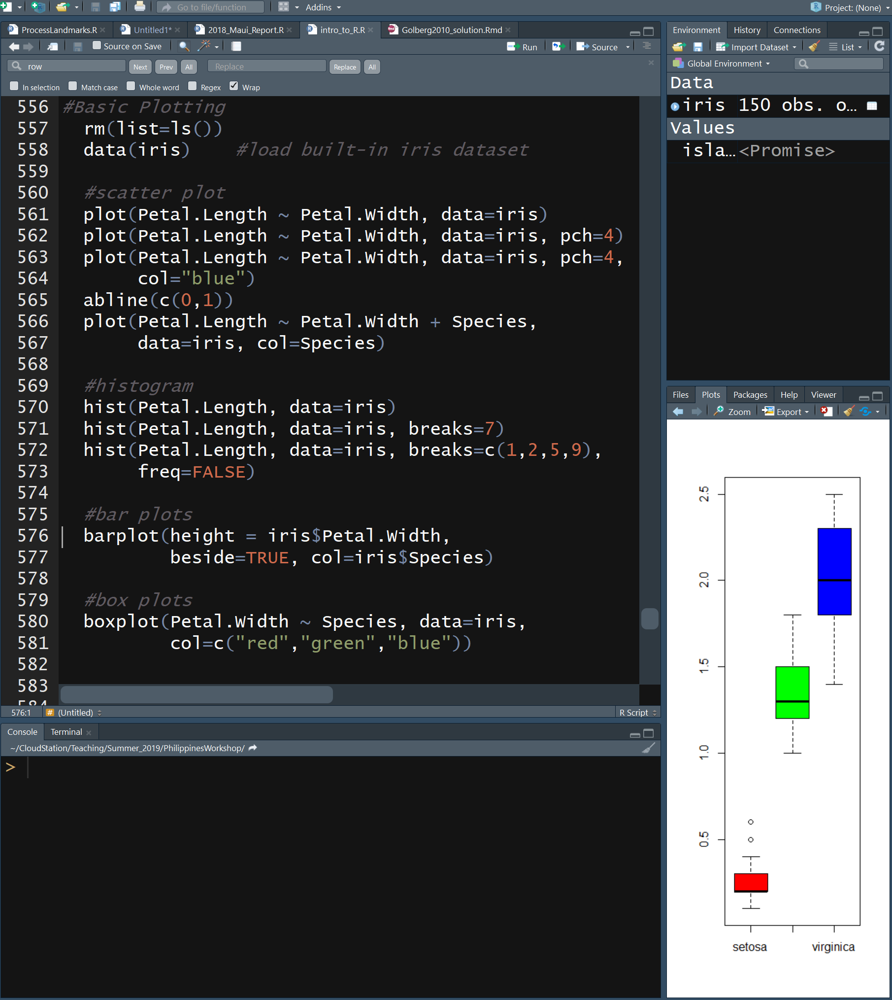 Go to file/function Addins Project: (None)
ProcessLandmarks.R Untitled1* 2018_Maui_Report.R intro_to_R.R Golberg2010_solution.Rmd
Source on Save Run Source
row Next Prev All Replace Replace All
In selection Match case Whole word Regex Wrap
556 #Basic Plotting
557 rm(list=ls())
558 data(iris) #load built-in iris dataset
559
560 #scatter plot
561 plot(Petal.Length ~ Petal.Width, data=iris)
562 plot(Petal.Length ~ Petal.Width, data=iris, pch=4)
563 plot(Petal.Length ~ Petal.Width, data=iris, pch=4,
564 col="blue")
565 abline(c(0,1))
566 plot(Petal.Length ~ Petal.Width + Species,
567 data=iris, col=Species)
568
569 #histogram
570 hist(Petal.Length, data=iris)
571 hist(Petal.Length, data=iris, breaks=7)
572 hist(Petal.Length, data=iris, breaks=c(1,2,5,9),
573 freq=FALSE)
574
575 #bar plots
576 barplot(height = iris$Petal.Width,
577 beside=TRUE, col=iris$Species)
578
579 #box plots
580 boxplot(Petal.Width ~ Species, data=iris,
581 col=c("red","green","blue"))
582
583
584
576:1 # (Untitled) R Script
Console Terminal
~/CloudStation/Teaching/Summer_2019/PhilippinesWorkshop/
>
Environment History Connections
Import Dataset List
Global Environment
Data
iris 150 obs. o…
Values
isla… <Promise>
Files Plots Packages Help Viewer
Zoom Export
2.5
2.0
1.5
1.0
0.5
setosa virginica